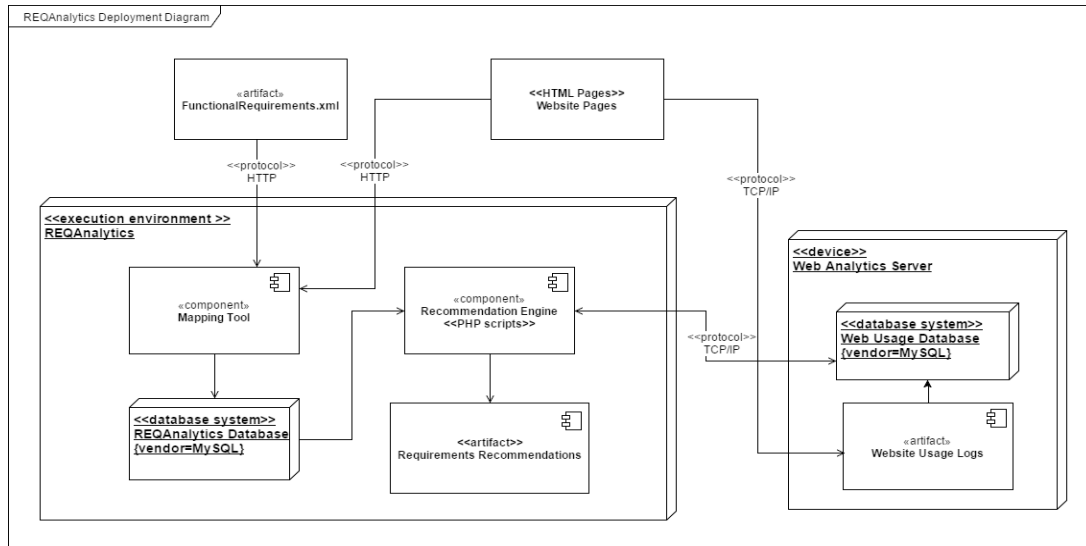 REQAnalytics Deployment Diagram
«artifact»
FunctionalRequirements.xml
<<HTML Pages>>
Website Pages
<<protocol>>
HTTP
<<protocol>>
HTTP
<<protocol>>
TCP/IP
<<execution environment >>
REQAnalytics
«component»
Mapping Tool
«component»
Recommendation Engine
<<PHP scripts>>
<<database system>>
REQAnalytics Database
{vendor=MySQL}
<<artifact>>
Requirements Recommendations
<<protocol>>
TCP/IP
<<device>>
Web Analytics Server
<<database system>>
Web Usage Database
{vendor=MySQL}
«artifact»
Website Usage Logs